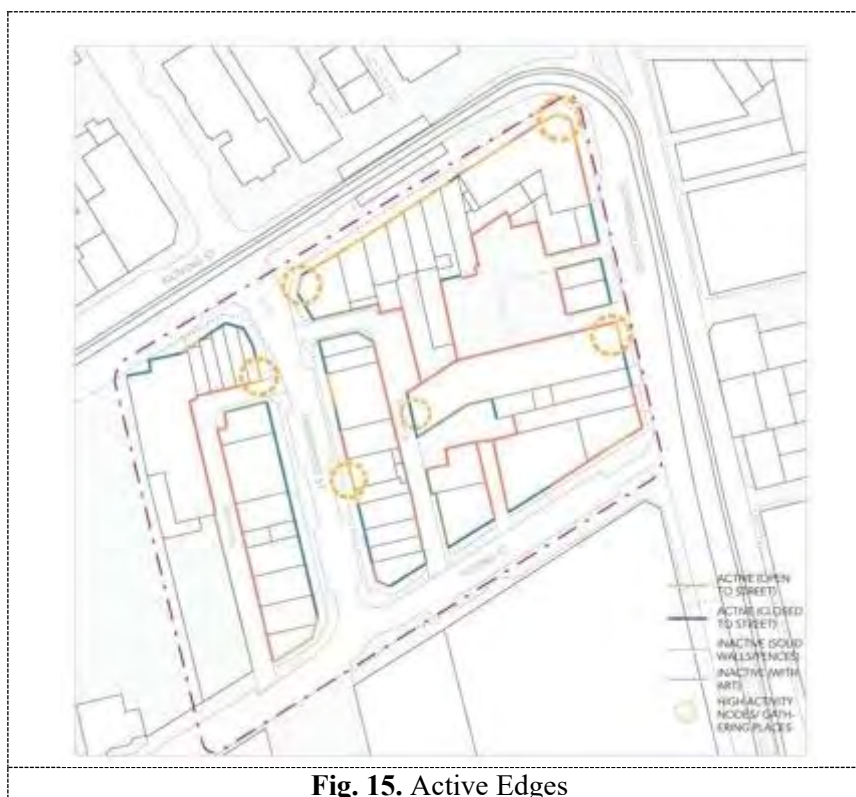 ACTIVE (OPEN
TO STREET)
ACTIVE (CLOSED
TO STREET)
INACTIVE (SOLID
WALLS/FENCES)
INACTIVE (WITH
ART)
HIGH ACTIVITY
NODES/ GATH-
ERING PLACES
Fig. 15. Active Edges